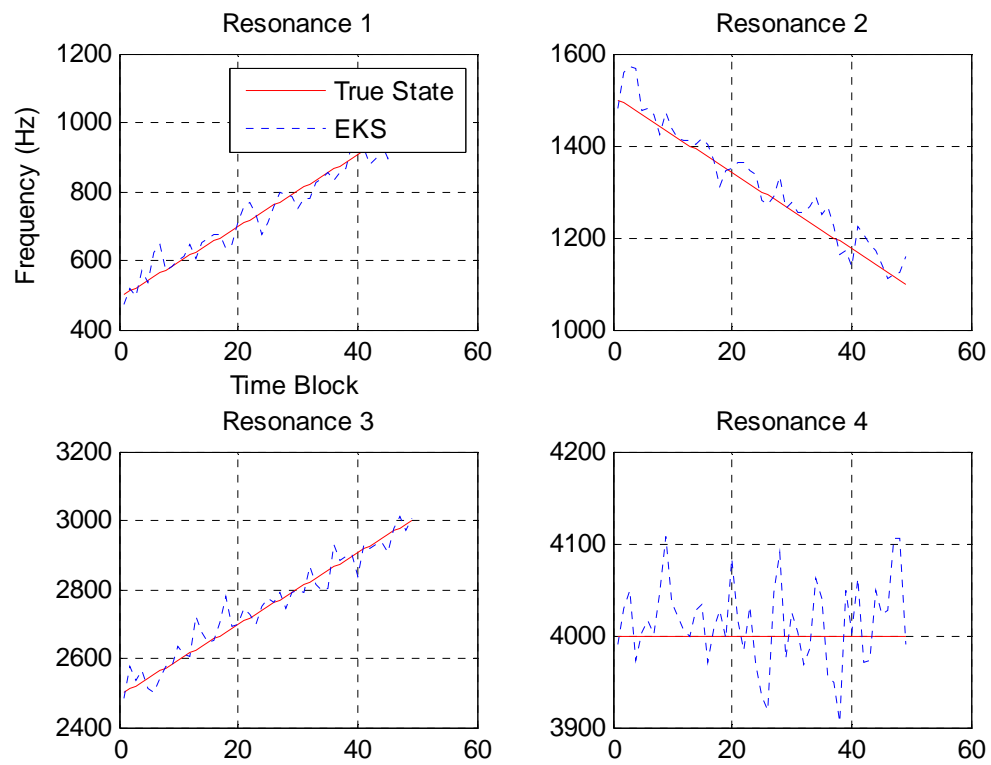 Resonance 1
1200
1000
800
600
400
Frequency (Hz)
True State
EKS
0 20 40 60
Time Block
Resonance 2
1600
1400
1200
1000
0 20 40 60
Resonance 3
3200
3000
2800
2600
2400
0 20 40 60
Resonance 4
4200
4100
4000
3900
0 20 40 60